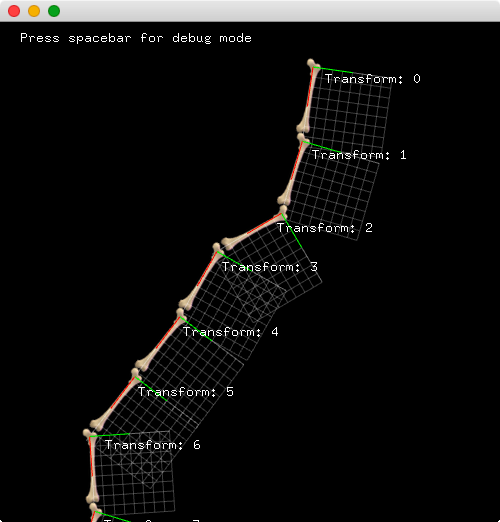 Press spacebar for debug mode
Transform: 0
Transform: 1
Transform: 2
Transform: 3
Transform: 4
Transform: 5
Transform: 6